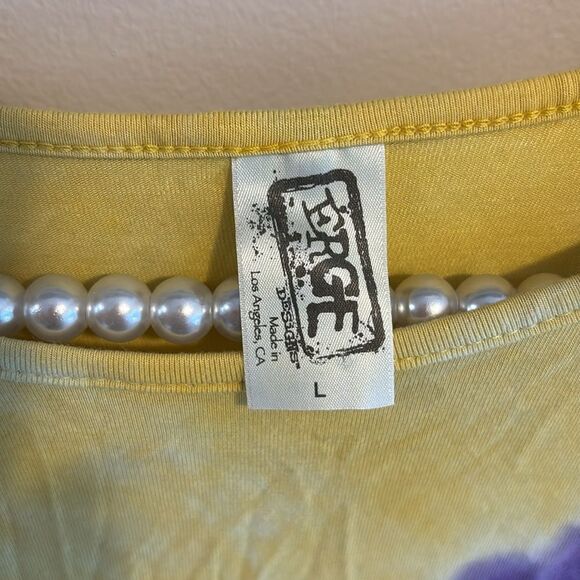 ERGE
Designs
Made in
Los Angeles, CA
L